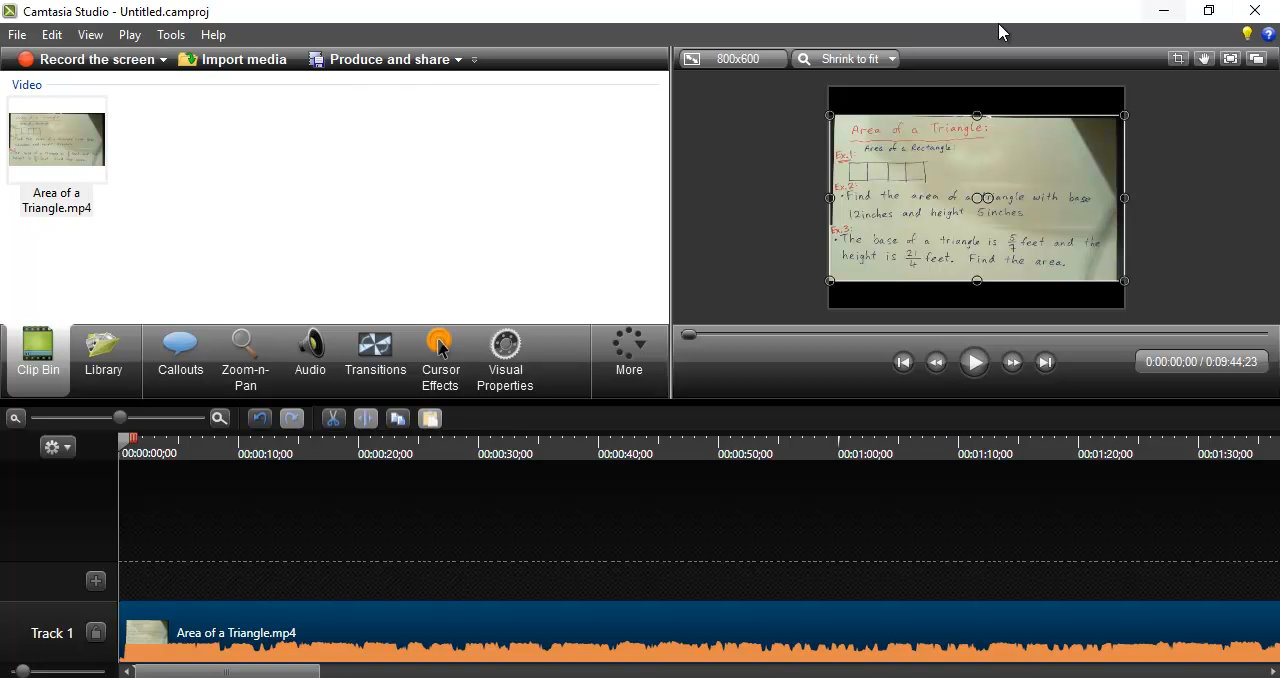 Camtasia Studio - Untitled.camproj
File Edit View Play Tools Help
Record the screen Import media Produce and share
800x600 Shrink to fit
Video
Area of a
Triangle.mp4
Area of a Triangle:
Ex.1: Area of a Rectangle:
Ex.2:
• Find the area of a triangle with base
12inches and height 5inches
Ex.3:
• The base of a triangle is 5/7 feet and the
height is 21/4 feet. Find the area.
Clip Bin Library Callouts Zoom-n-Pan Audio Transitions Cursor Effects Visual Properties More
0:00:00;00 / 0:09:44;23
00:00:00;00 00:00:10;00 00:00:20;00 00:00:30;00 00:00:40;00 00:00:50;00 00:01:00;00 00:01:10;00 00:01:20;00 00:01:30;00
Track 1 Area of a Triangle.mp4